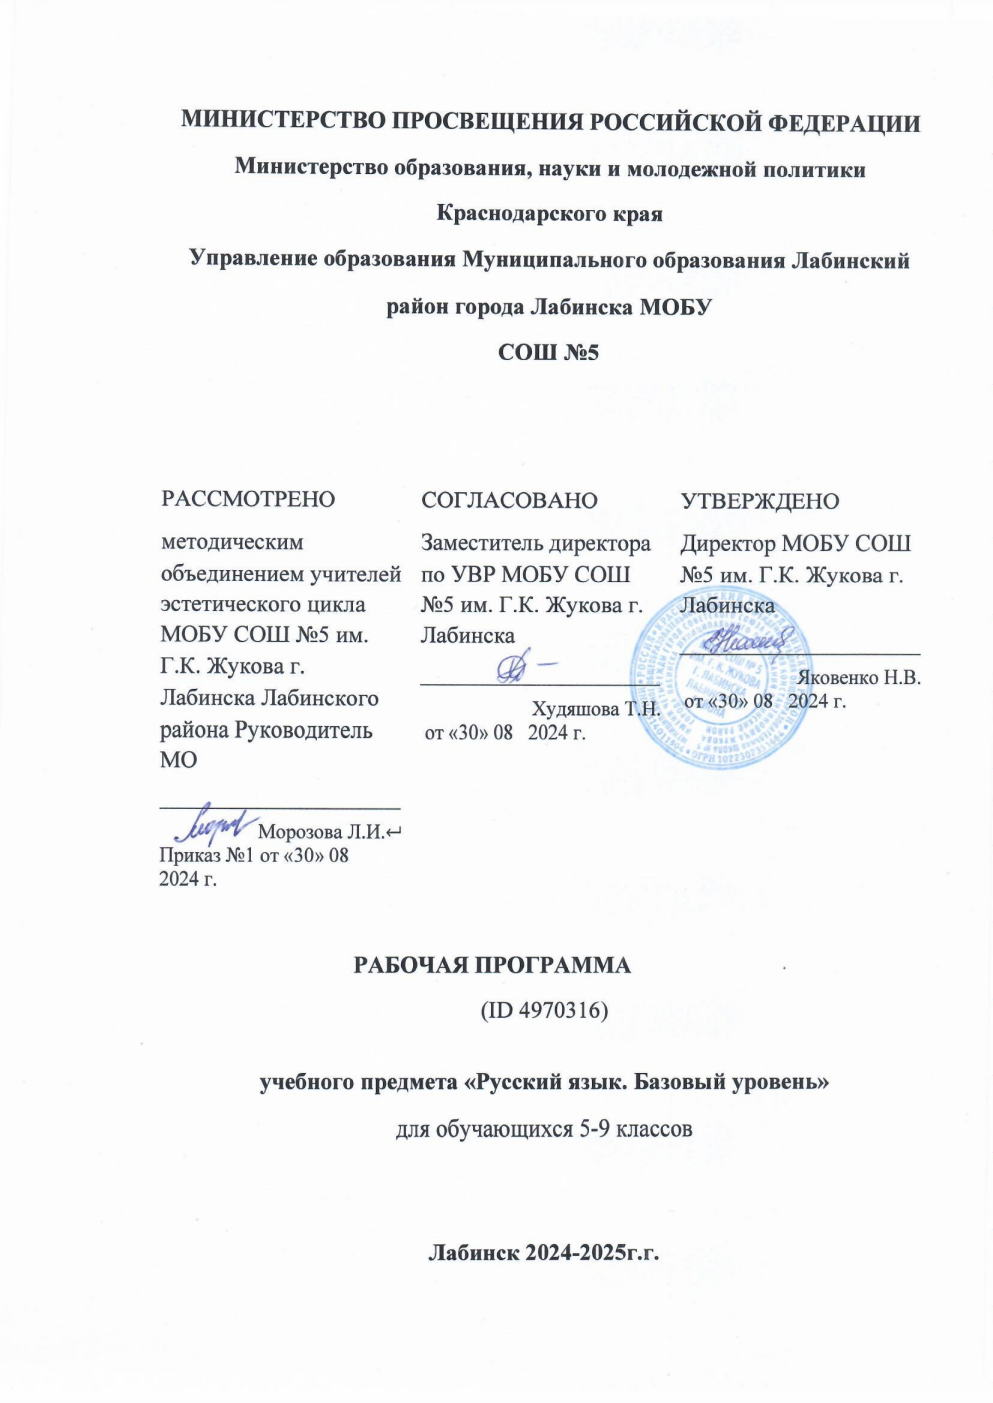 МИНИСТЕРСТВО ПРОСВЕЩЕНИЯ РОССИЙСКОЙ ФЕДЕРАЦИИ
Министерство образования, науки и молодежной политики
Краснодарского края
Управление образования Муниципального образования Лабинский
район города Лабинска МОБУ
СОШ №5
РАССМОТРЕНО
методическим
объединением учителей
эстетического цикла
МОБУ СОШ №5 им.
Г.К. Жукова г.
Лабинска Лабинского
района Руководитель
МО
Морозова Л.И.↵
Приказ №1 от «30» 08
2024 г.
СОГЛАСОВАНО
Заместитель директора
по УВР МОБУ СОШ
№5 им. Г.К. Жукова г.
Лабинска
Худяшова Т.Н.
от «30» 08 2024 г.
УТВЕРЖДЕНО
Директор МОБУ СОШ
№5 им. Г.К. Жукова г.
Лабинска
Яковенко Н.В.
от «30» 08 2024 г.
РАБОЧАЯ ПРОГРАММА
(ID 4970316)
учебного предмета «Русский язык. Базовый уровень»
для обучающихся 5-9 классов
Лабинск 2024-2025г.г.